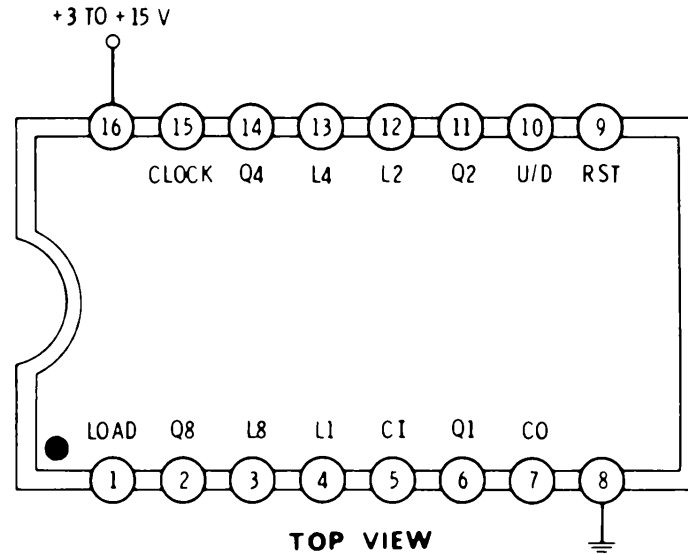 +3 TO +15 V
16 15 14 13 12 11 10 9
CLOCK Q4 L4 L2 Q2 U/D RST
LOAD Q8 L8 L1 CI Q1 CO
1 2 3 4 5 6 7 8
TOP VIEW